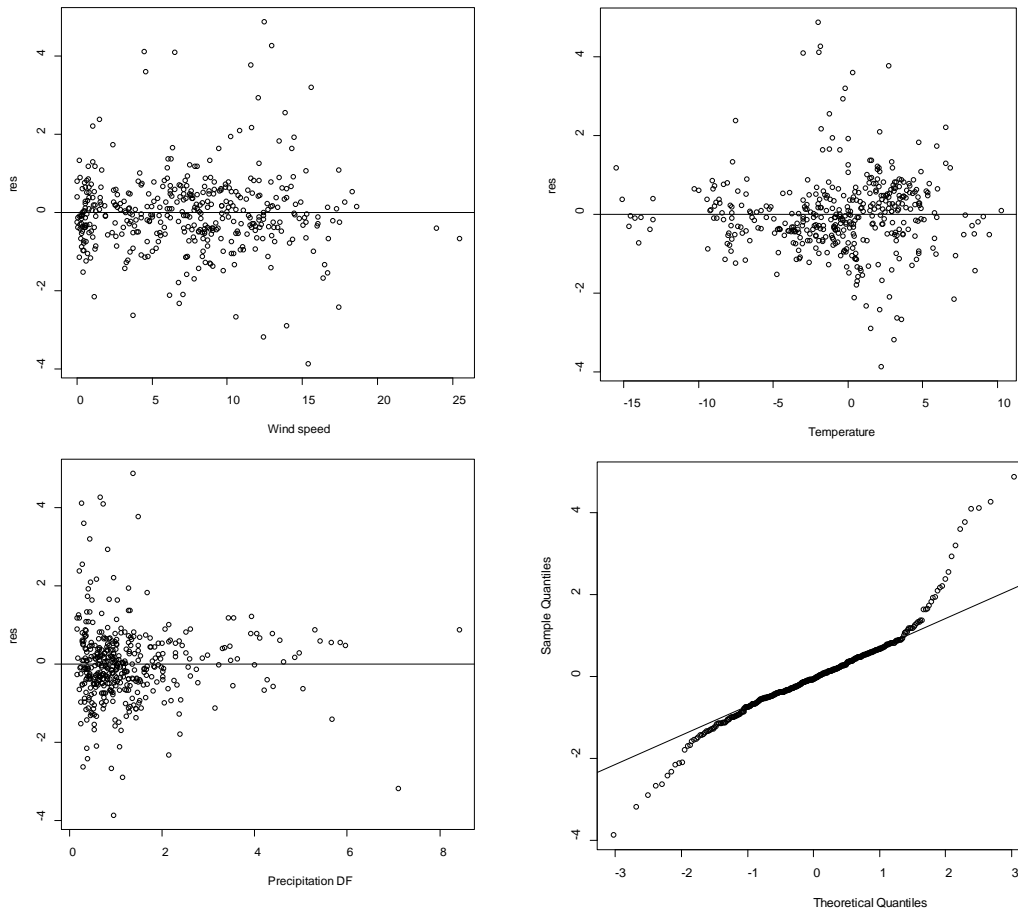 4
2
0
-2
-4
res
0 5 10 15 20 25
Wind speed
4
2
0
-2
-4
res
-15 -10 -5 0 5 10
Temperature
4
2
0
-2
-4
res
0 2 4 6 8
Precipitation DF
4
2
0
-2
-4
Sample Quantiles
-3 -2 -1 0 1 2 3
Theoretical Quantiles